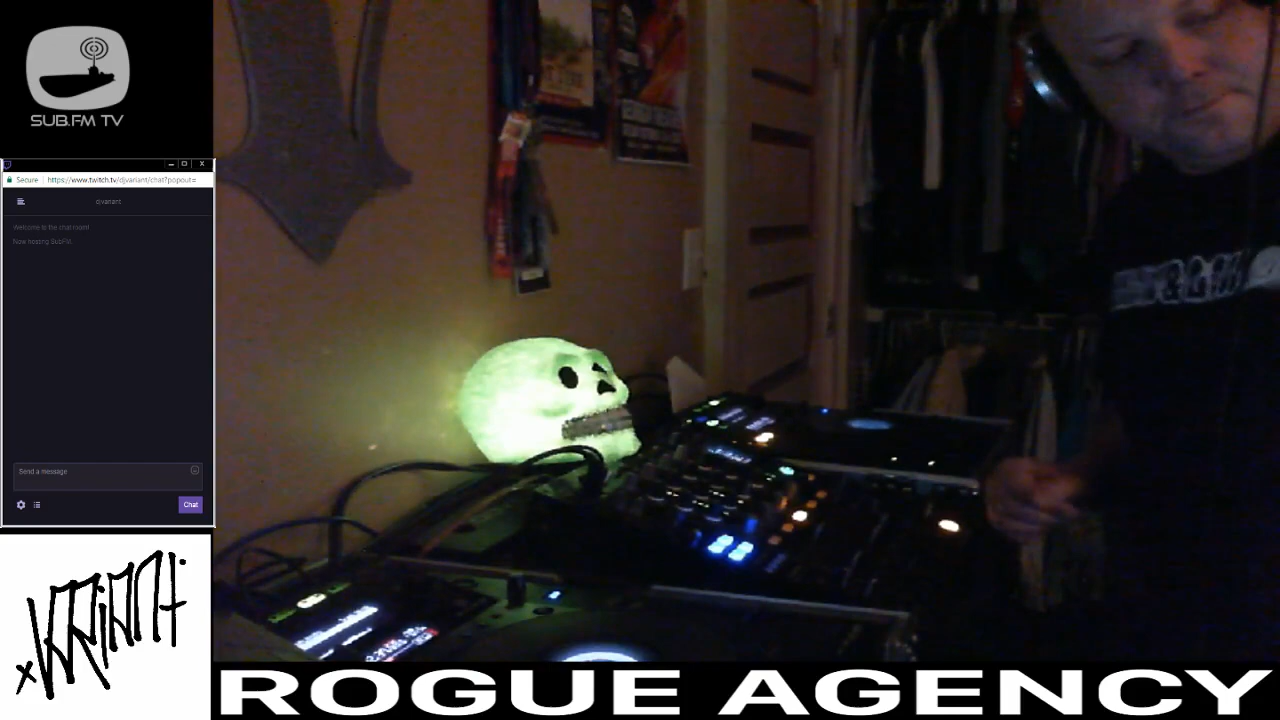 SUB.FM TV
Secure
https://www.twitch.tv/djvariant/chat?popout=
djvariant
Welcome to the chat room!
Now hosting SubFM.
Send a message
Chat
xVARiANT
ROGUE AGENCY